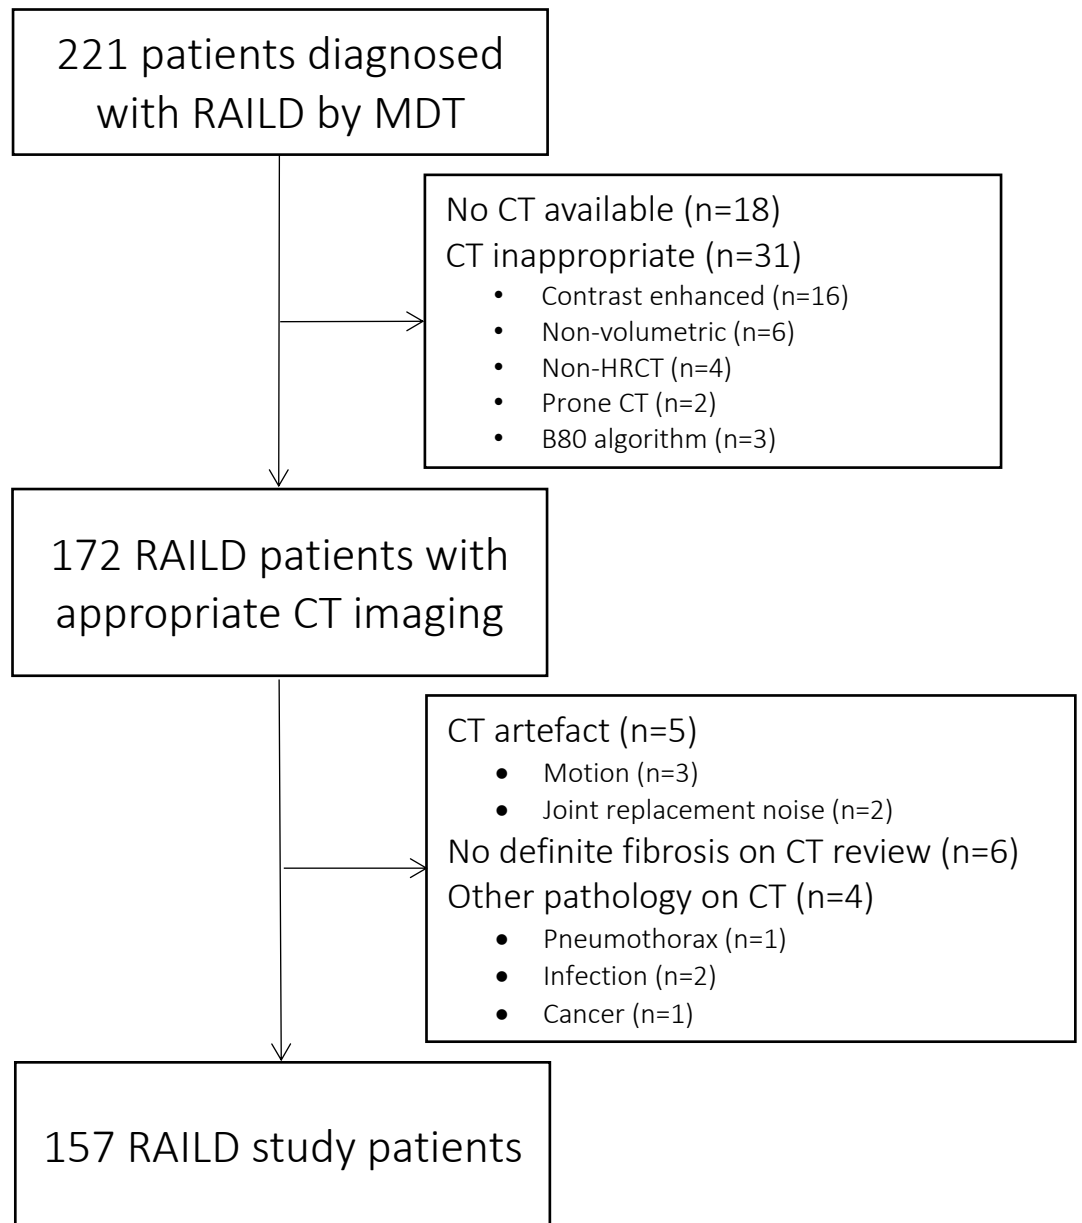 221 patients diagnosed
with RAILD by MDT
No CT available (n=18)
CT inappropriate (n=31)
• Contrast enhanced (n=16)
• Non-volumetric (n=6)
• Non-HRCT (n=4)
• Prone CT (n=2)
• B80 algorithm (n=3)
172 RAILD patients with
appropriate CT imaging
CT artefact (n=5)
• Motion (n=3)
• Joint replacement noise (n=2)
No definite fibrosis on CT review (n=6)
Other pathology on CT (n=4)
• Pneumothorax (n=1)
• Infection (n=2)
• Cancer (n=1)
157 RAILD study patients